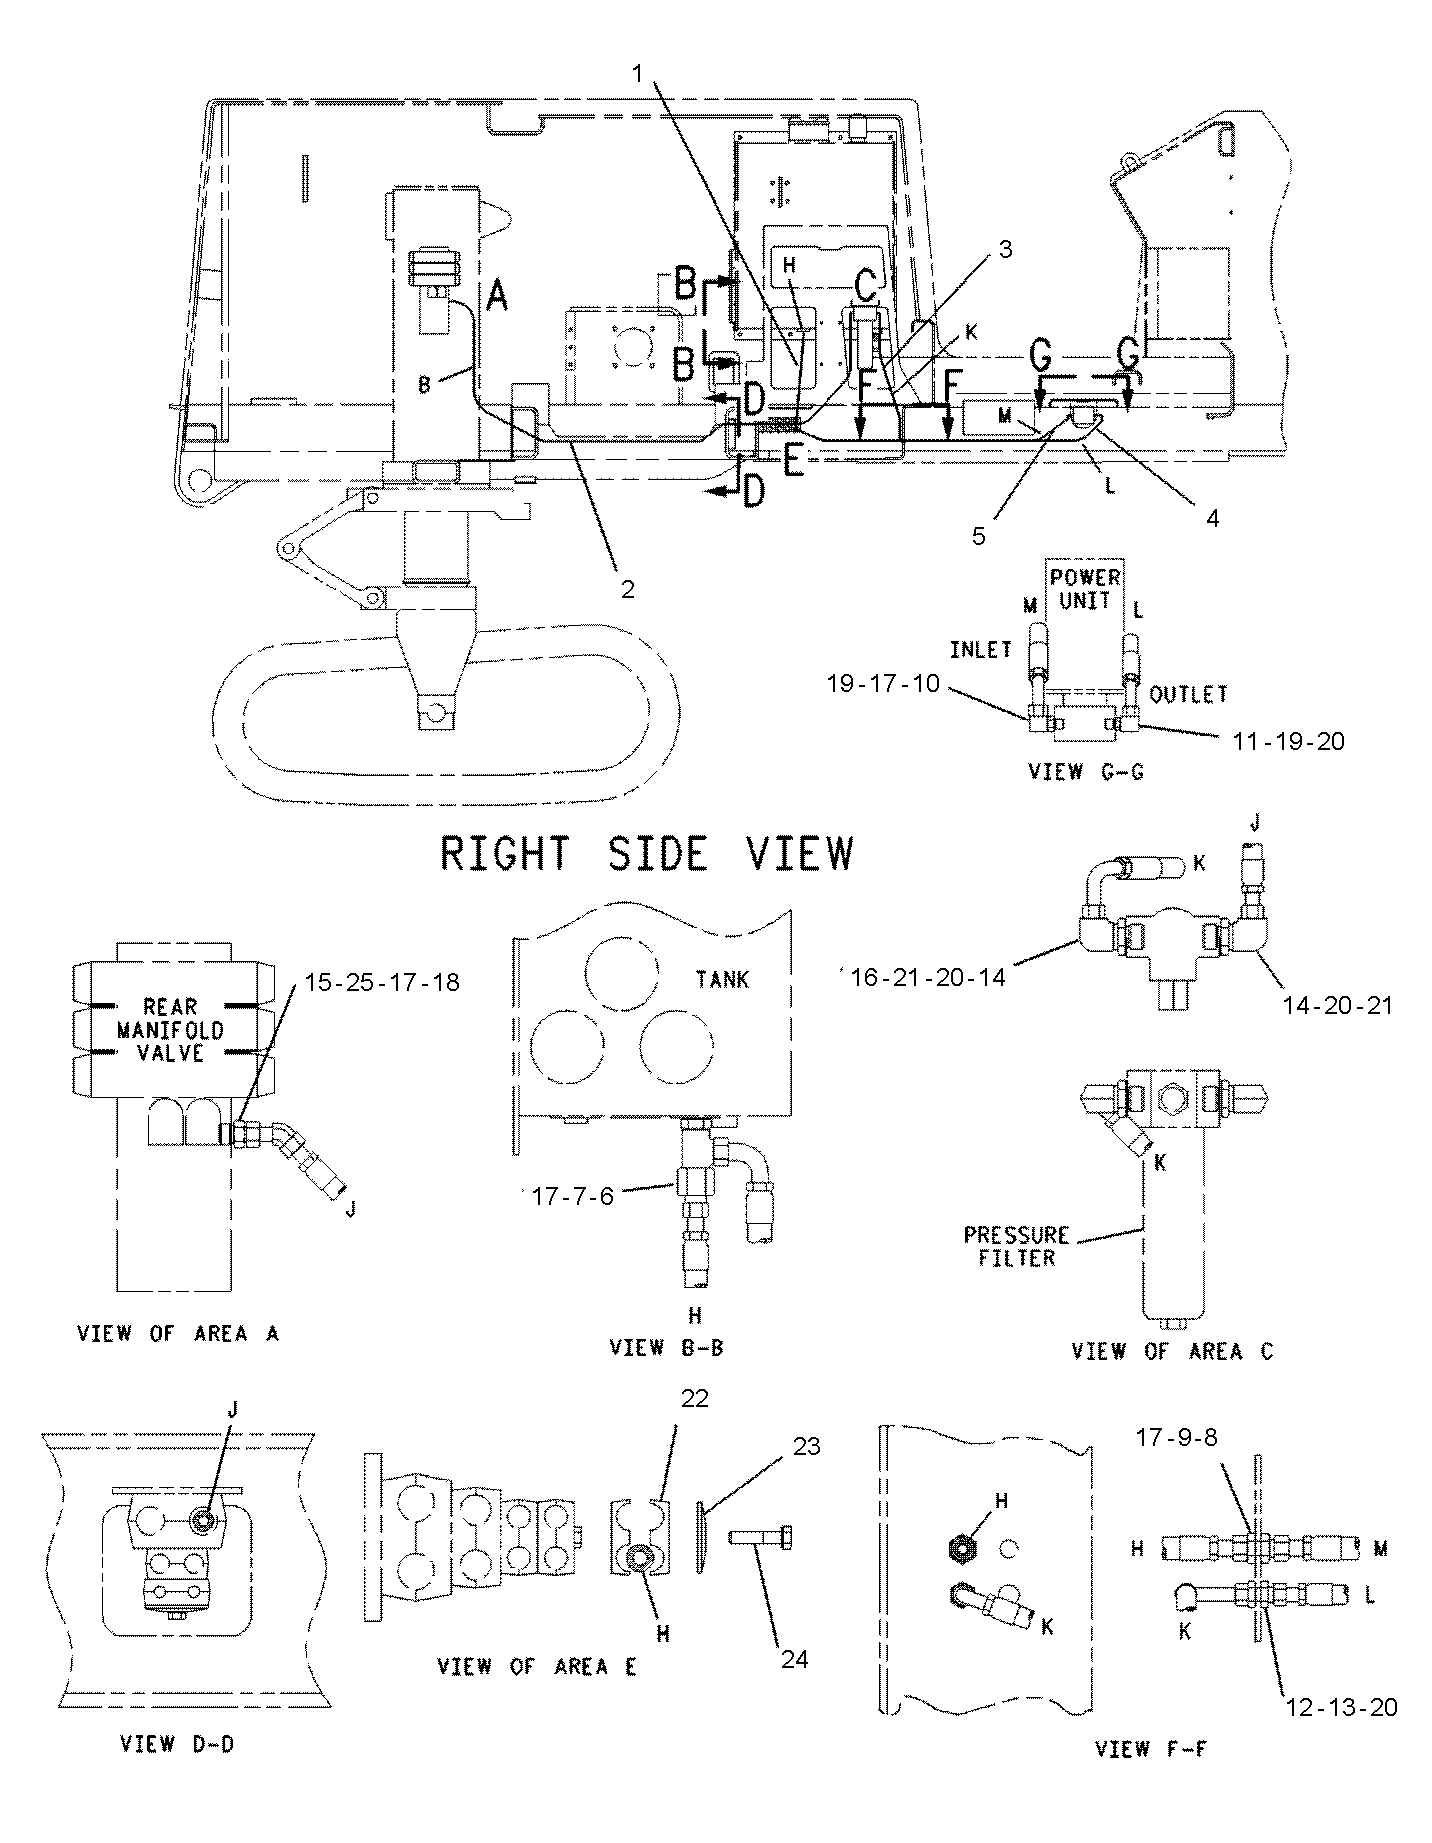 1
A
B
B
B
H
C
3
K
G
G
F
F
D
D
E
M
L
4
5
2
POWER
UNIT
M
L
INLET
OUTLET
19-17-10
11-19-20
VIEW G-G
RIGHT SIDE VIEW
REAR
MANIFOLD
VALVE
15-25-17-18
J
VIEW OF AREA A
TANK
17-7-6
H
VIEW B-B
J
K
16-21-20-14
14-20-21
K
PRESSURE
FILTER
VIEW OF AREA C
J
VIEW D-D
22
23
H
24
VIEW OF AREA E
H
K
17-9-8
H
M
K
L
12-13-20
VIEW F-F